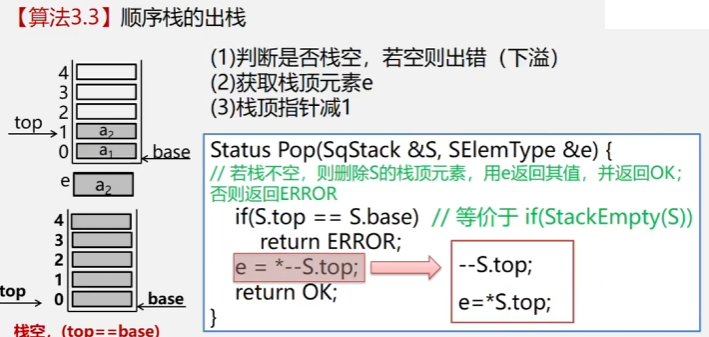 【算法3.3】顺序栈的出栈
(1)判断是否栈空，若空则出错（下溢）
(2)获取栈顶元素e
(3)栈顶指针减1
4
3
2
top
1
a2
0
a1
base
e
a2
4
3
2
1
top
0
base
栈空，(top==base)
Status Pop(SqStack &S, SElemType &e) {
// 若栈不空，则删除S的栈顶元素，用e返回其值，并返回OK；
否则返回ERROR
if(S.top == S.base) // 等价于 if(StackEmpty(S))
return ERROR;
e = *--S.top;
return OK;
}
--S.top;
e=*S.top;